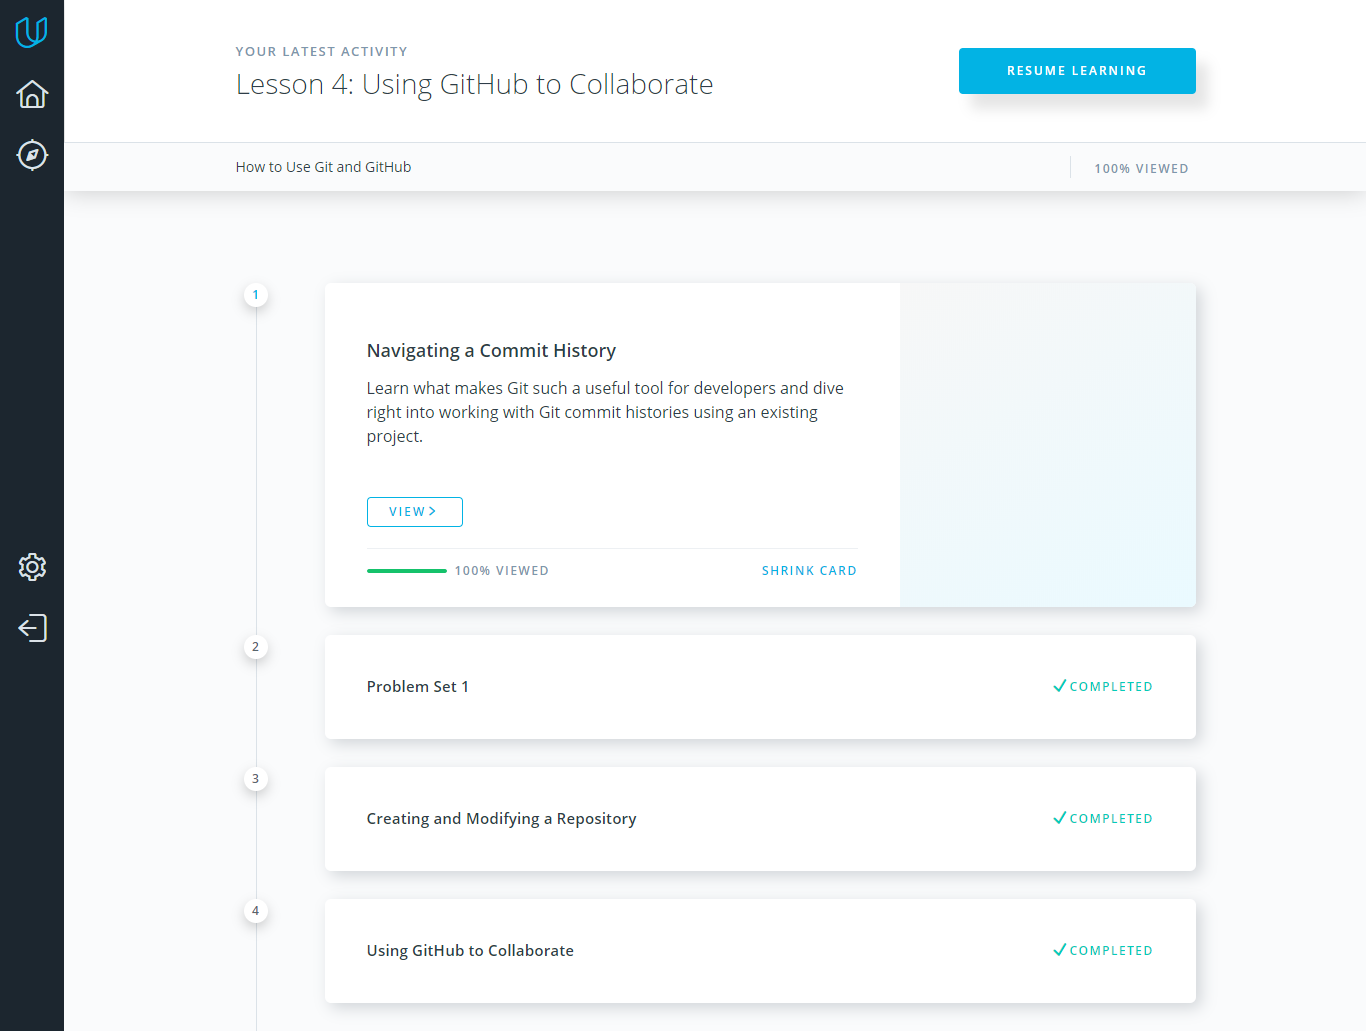 YOUR LATEST ACTIVITY
Lesson 4: Using GitHub to Collaborate
RESUME LEARNING
How to Use Git and GitHub
100% VIEWED
1
Navigating a Commit History
Learn what makes Git such a useful tool for developers and dive
right into working with Git commit histories using an existing
project.
VIEW
100% VIEWED
SHRINK CARD
2
Problem Set 1
COMPLETED
3
Creating and Modifying a Repository
COMPLETED
4
Using GitHub to Collaborate
COMPLETED